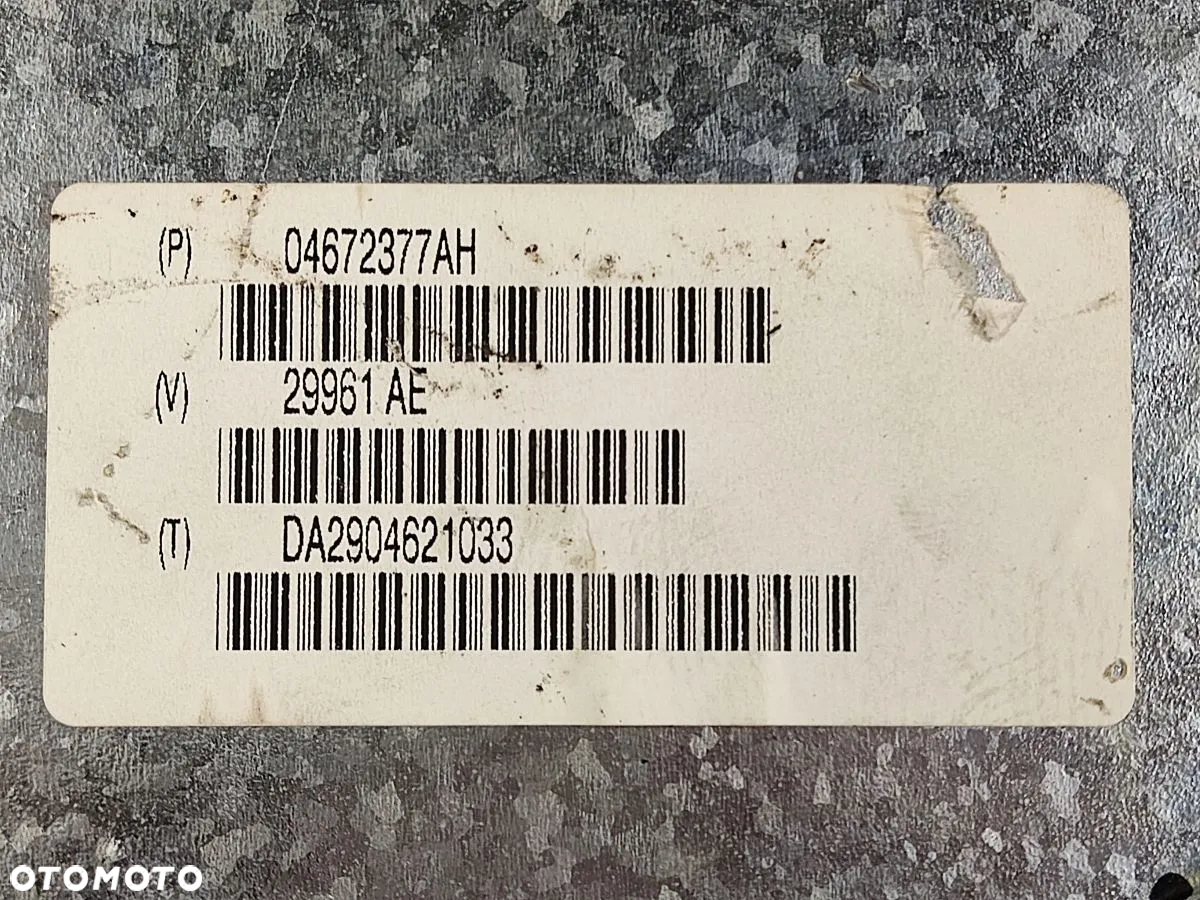 (P) 04672377AH
(V) 29961 AE
(T) DA2904621033
OTOMOTO